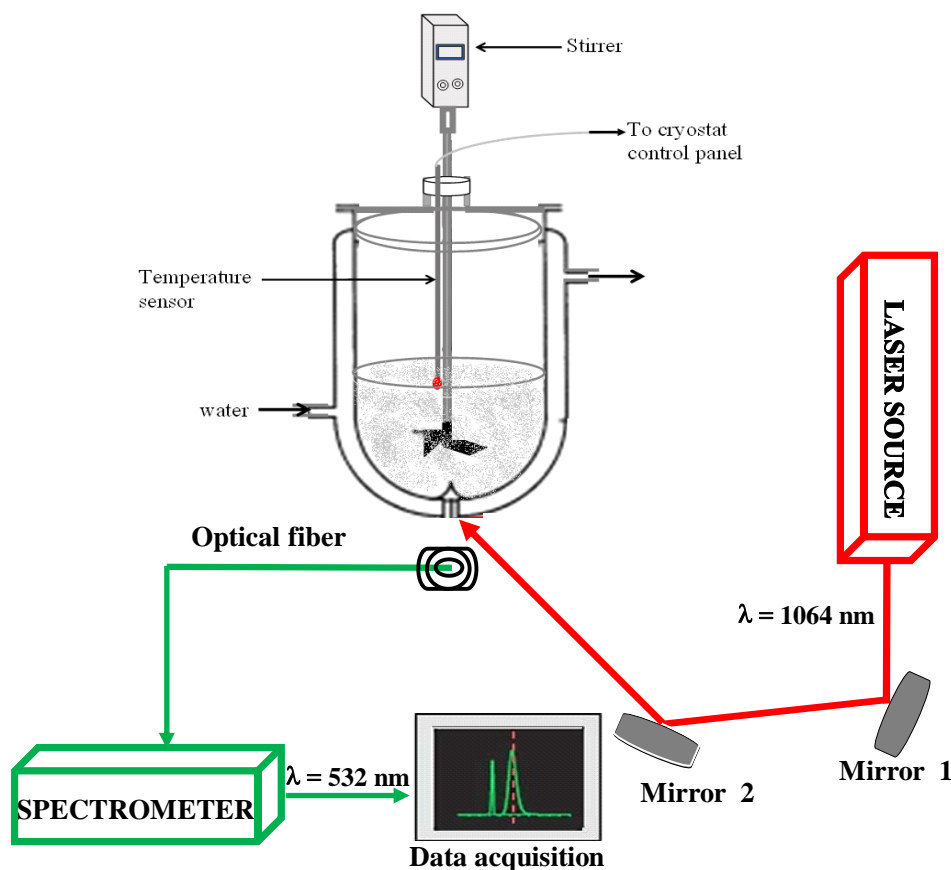 Stirrer
To cryostat
control panel
Temperature
sensor
water
LASER SOURCE
Optical fiber
λ = 1064 nm
Mirror 1
Mirror 2
λ = 532 nm
SPECTROMETER
Data acquisition